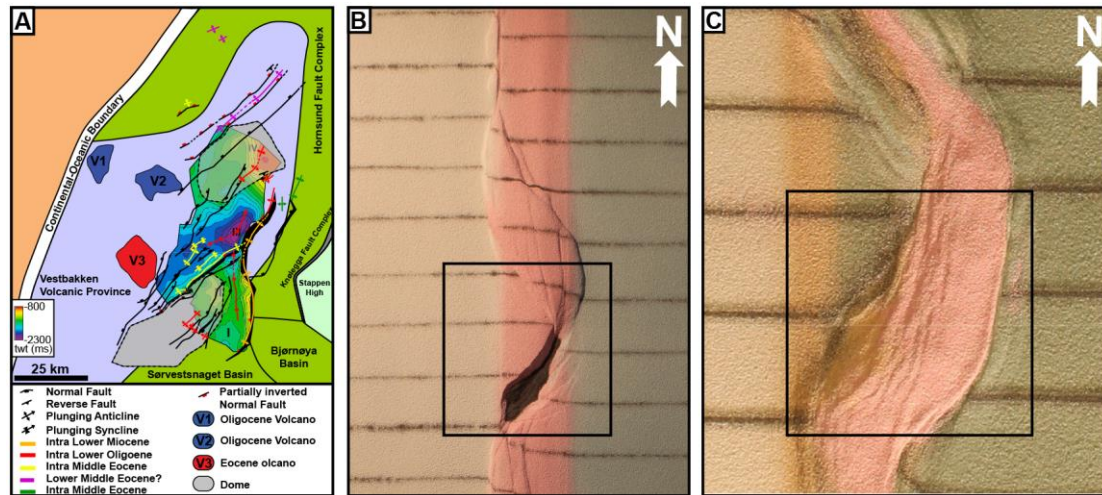 A
B
C
N
N
Continental-Oceanic Boundary
Hornsund Fault Complex
V1
V2
V3
Vestbakken
Volcanic Province
Knølegga Fault Complex
Stappen
High
-800
-2300
twt (ms)
I
25 km
Sørvestsnaget Basin
Bjørnøya
Basin
Normal Fault
Reverse Fault
Plunging Anticline
Plunging Syncline
Intra Lower Miocene
Intra Lower Oligoene
Intra Middle Eocene
Lower Middle Eocene?
Intra Middle Eocene
Partially inverted
Normal Fault
V1 Oligocene Volcano
V2 Oligocene Volcano
V3 Eocene olcano
Dome